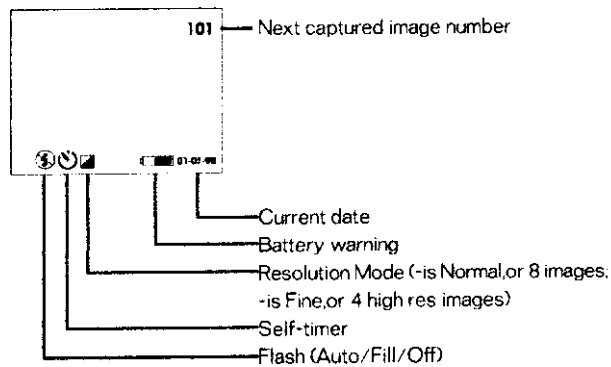 101 Next captured image number
Current date
Battery warning
Resolution Mode (-is Normal,or 8 images;
-is Fine,or 4 high res images)
Self-timer
Flash (Auto/Fill/Off)